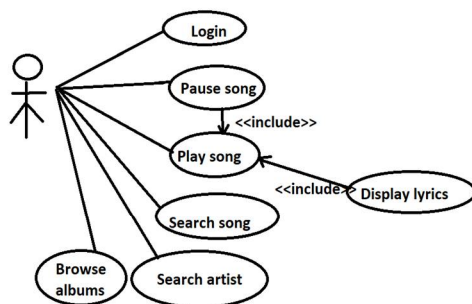 Login
Pause song
<<include>>
Play song
<<include>>
Display lyrics
Search song
Browse
albums
Search artist